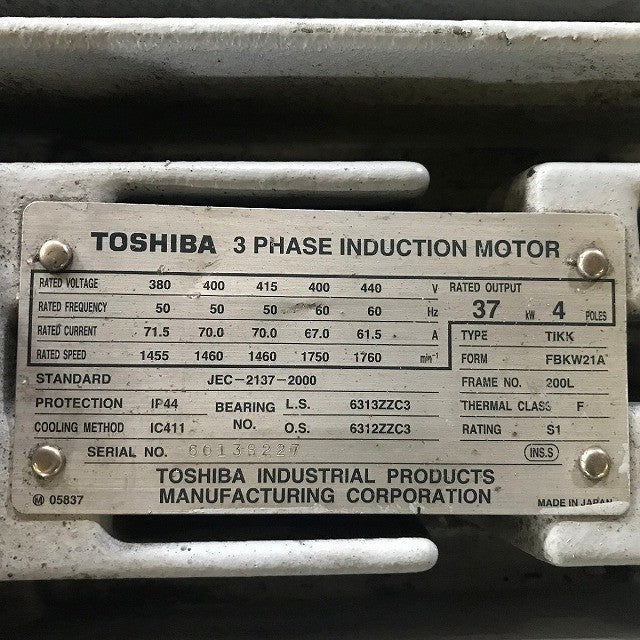 TOSHIBA 3 PHASE INDUCTION MOTOR
RATED VOLTAGE 380 400 415 400 440 V
RATED FREQUENCY 50 50 50 60 60 Hz
RATED CURRENT 71.5 70.0 70.0 67.0 61.5 A
RATED SPEED 1455 1460 1460 1750 1760 min⁻¹
RATED OUTPUT
37 kW 4 POLES
TYPE TIKK
FORM FBKW21A
FRAME NO. 200L
THERMAL CLASS F
RATING S1
STANDARD JEC-2137-2000
PROTECTION IP44 BEARING NO. L.S. 6313ZZC3
COOLING METHOD IC411 O.S. 6312ZZC3
SERIAL NO.
INS.S
TOSHIBA INDUSTRIAL PRODUCTS
MANUFACTURING CORPORATION
M 05837
MADE IN JAPAN